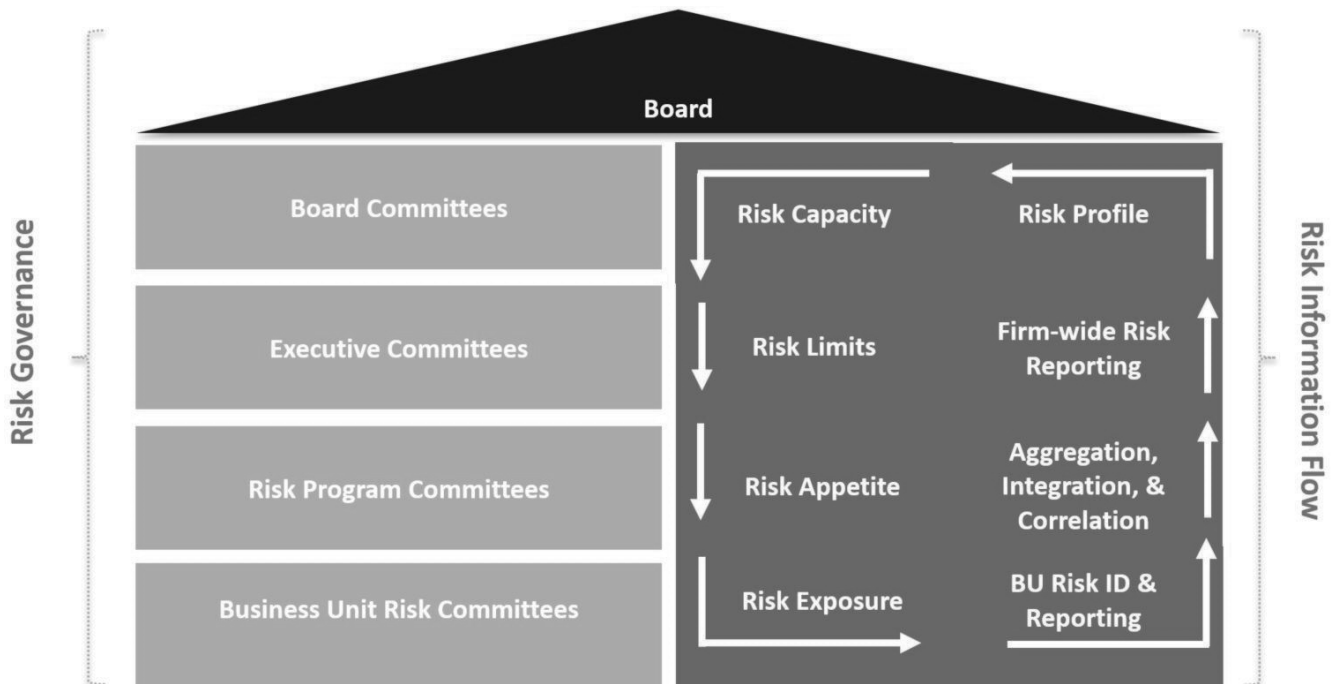 Board
Risk Governance
Board Committees
Executive Committees
Risk Program Committees
Business Unit Risk Committees
Risk Capacity
Risk Limits
Risk Appetite
Risk Exposure
Risk Profile
Firm-wide Risk
Reporting
Aggregation,
Integration, &
Correlation
BU Risk ID &
Reporting
Risk Information Flow